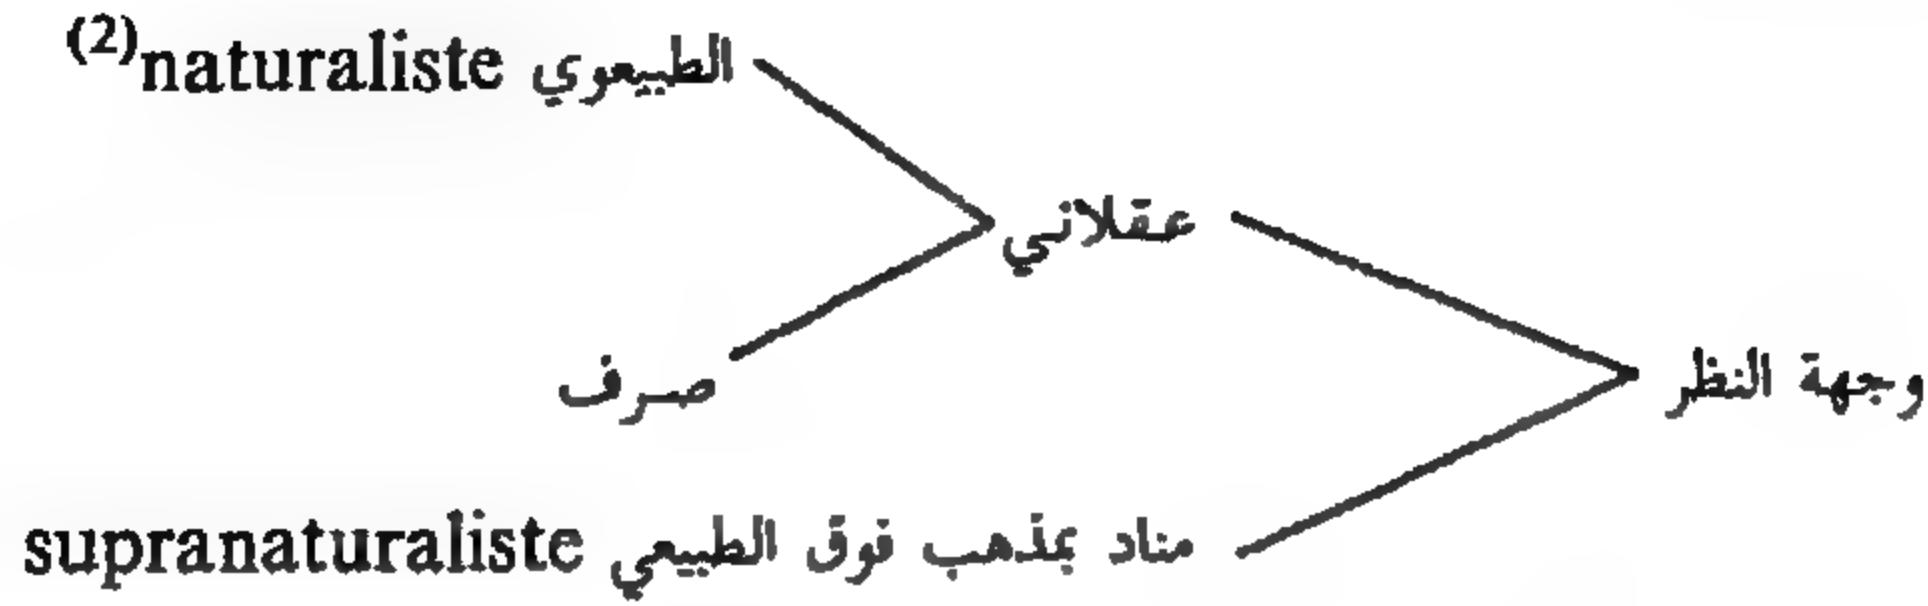 الطبيعوي naturaliste(2)
عقلاني
وجهة النظر
صرف
مناد بمذهب فوق الطبيعي supranaturaliste